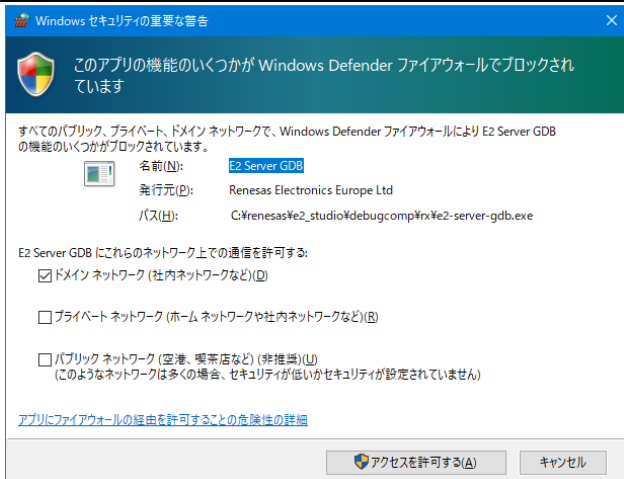 Windows セキュリティの重要な警告
このアプリの機能のいくつかが Windows Defender ファイアウォールでブロックされ
ています
すべてのパブリック、プライベート、ドメイン ネットワークで、Windows Defender ファイアウォールにより E2 Server GDB
の機能のいくつかがブロックされています。
名前(N): E2 Server GDB
発行元(P): Renesas Electronics Europe Ltd
パス(H): C:¥renesas¥e2_studio¥debugcomp¥rx¥e2-server-gdb.exe
E2 Server GDB にこれらのネットワーク上での通信を許可する:
ドメイン ネットワーク (社内ネットワークなど)(D)
プライベート ネットワーク (ホーム ネットワークや社内ネットワークなど)(R)
パブリック ネットワーク (空港、喫茶店など) (非推奨)(U)
(このようなネットワークは多くの場合、セキュリティが低いかセキュリティが設定されていません)
アプリにファイアウォールの経由を許可することの危険性の詳細
アクセスを許可する(A) キャンセル